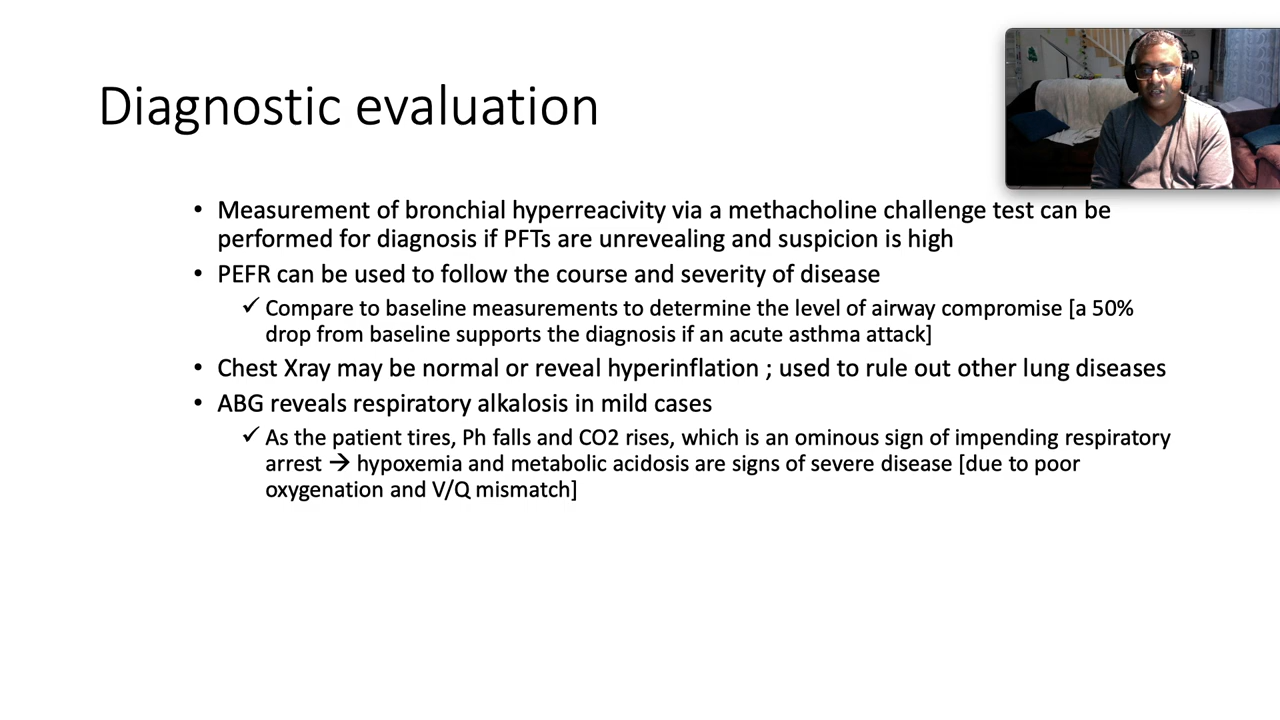 Diagnostic evaluation
• Measurement of bronchial hyperreacivity via a methacholine challenge test can be
performed for diagnosis if PFTs are unrevealing and suspicion is high
• PEFR can be used to follow the course and severity of disease
✓ Compare to baseline measurements to determine the level of airway compromise [a 50%
drop from baseline supports the diagnosis if an acute asthma attack]
• Chest Xray may be normal or reveal hyperinflation ; used to rule out other lung diseases
• ABG reveals respiratory alkalosis in mild cases
✓ As the patient tires, Ph falls and CO2 rises, which is an ominous sign of impending respiratory
arrest → hypoxemia and metabolic acidosis are signs of severe disease [due to poor
oxygenation and V/Q mismatch]